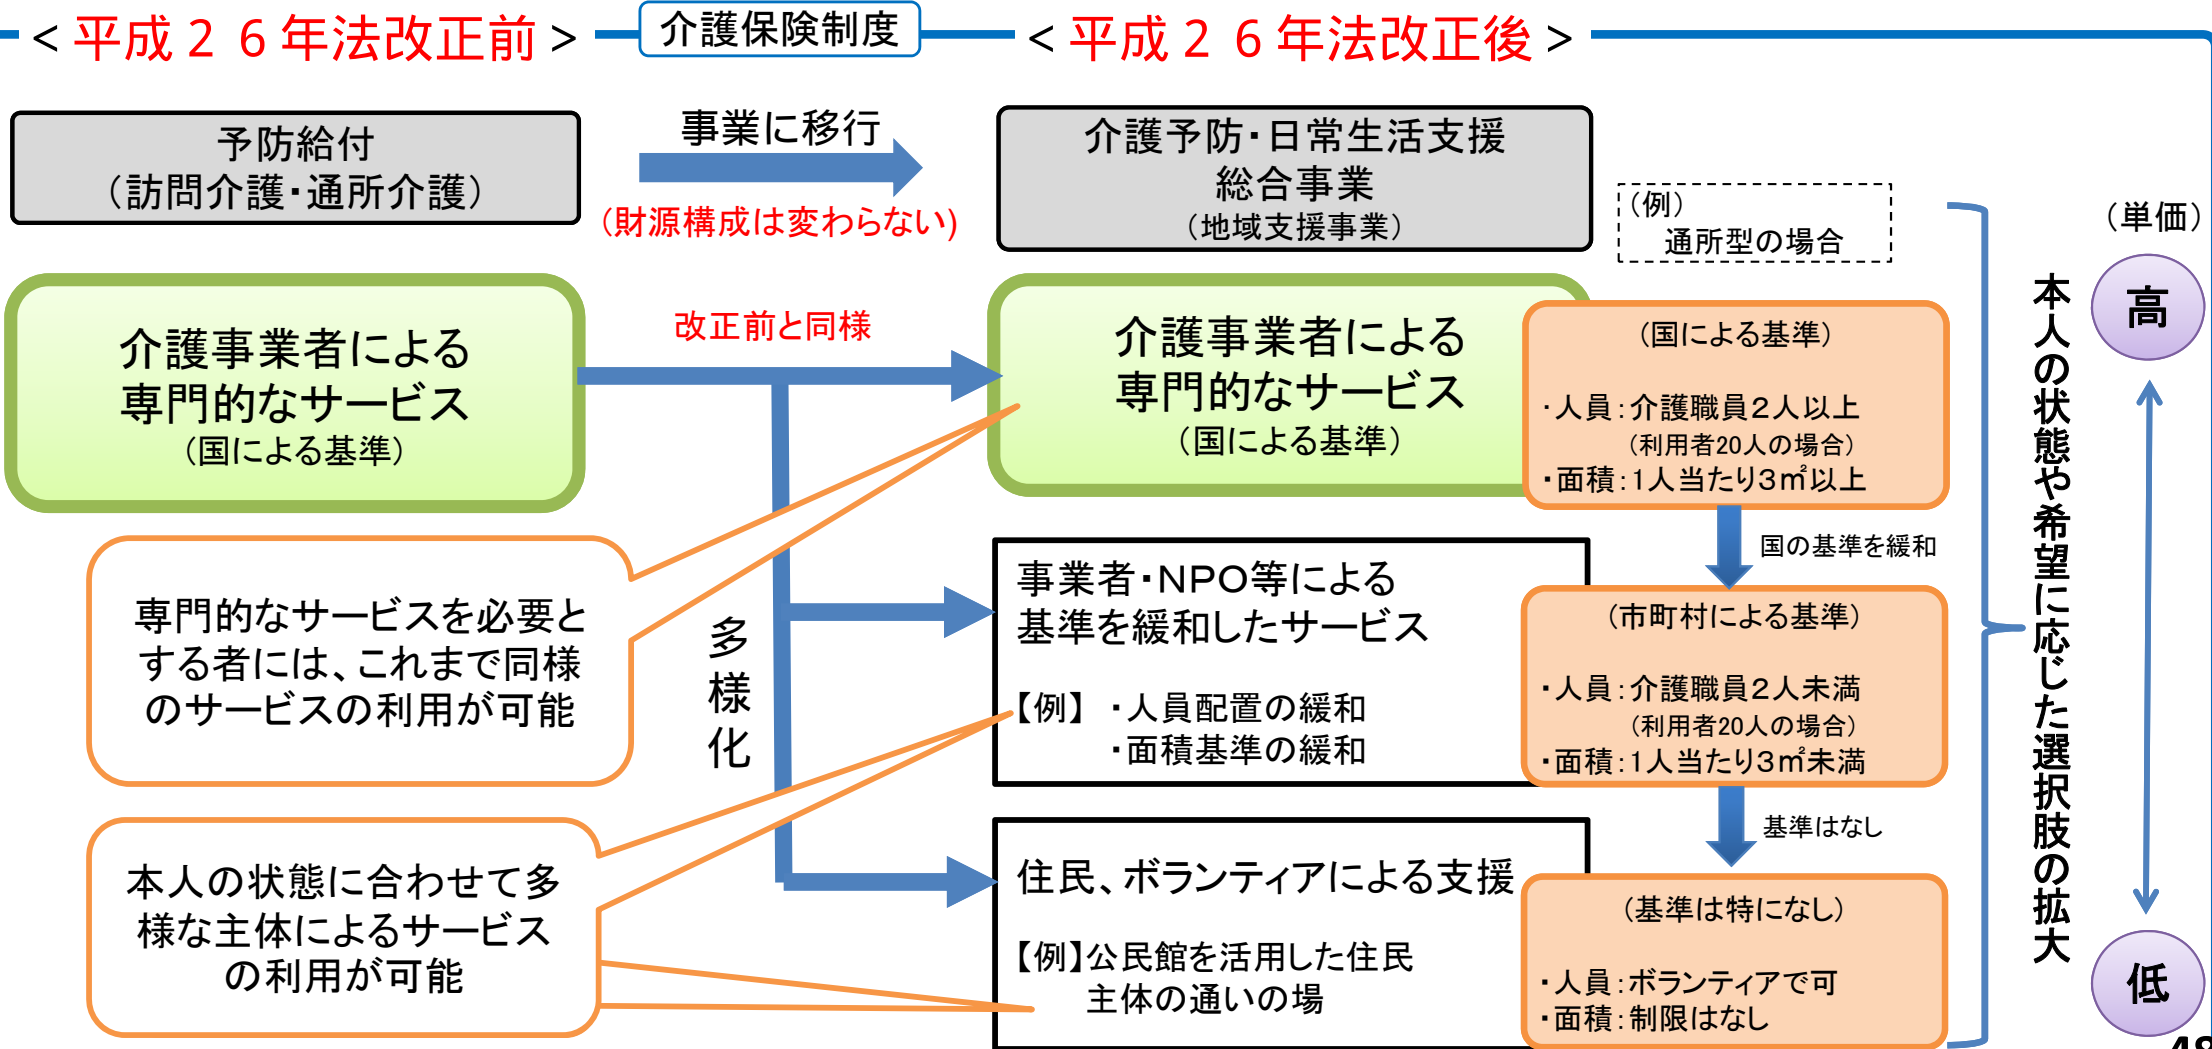 <平成２６年法改正前>
介護保険制度
<平成２６年法改正後>
予防給付
（訪問介護・通所介護）
事業に移行
(財源構成は変わらない)
介護予防・日常生活支援
総合事業
（地域支援事業）
（例）
通所型の場合
（単価）
介護事業者による
専門的なサービス
（国による基準）
改正前と同様
介護事業者による
専門的なサービス
（国による基準）
（国による基準）
・人員：介護職員２人以上
（利用者20人の場合）
・面積：1人当たり3㎡以上
国の基準を緩和
専門的なサービスを必要と
する者には、これまで同様
のサービスの利用が可能
多様化
事業者・NPO等による
基準を緩和したサービス
【例】 ・人員配置の緩和
・面積基準の緩和
（市町村による基準）
・人員：介護職員２人未満
（利用者20人の場合）
・面積：1人当たり3㎡未満
基準はなし
本人の状態に合わせて多
様な主体によるサービス
の利用が可能
住民、ボランティアによる支援
【例】公民館を活用した住民
主体の通いの場
（基準は特になし）
・人員：ボランティアで可
・面積：制限はなし
本人の状態や希望に応じた選択肢の拡大
高
低